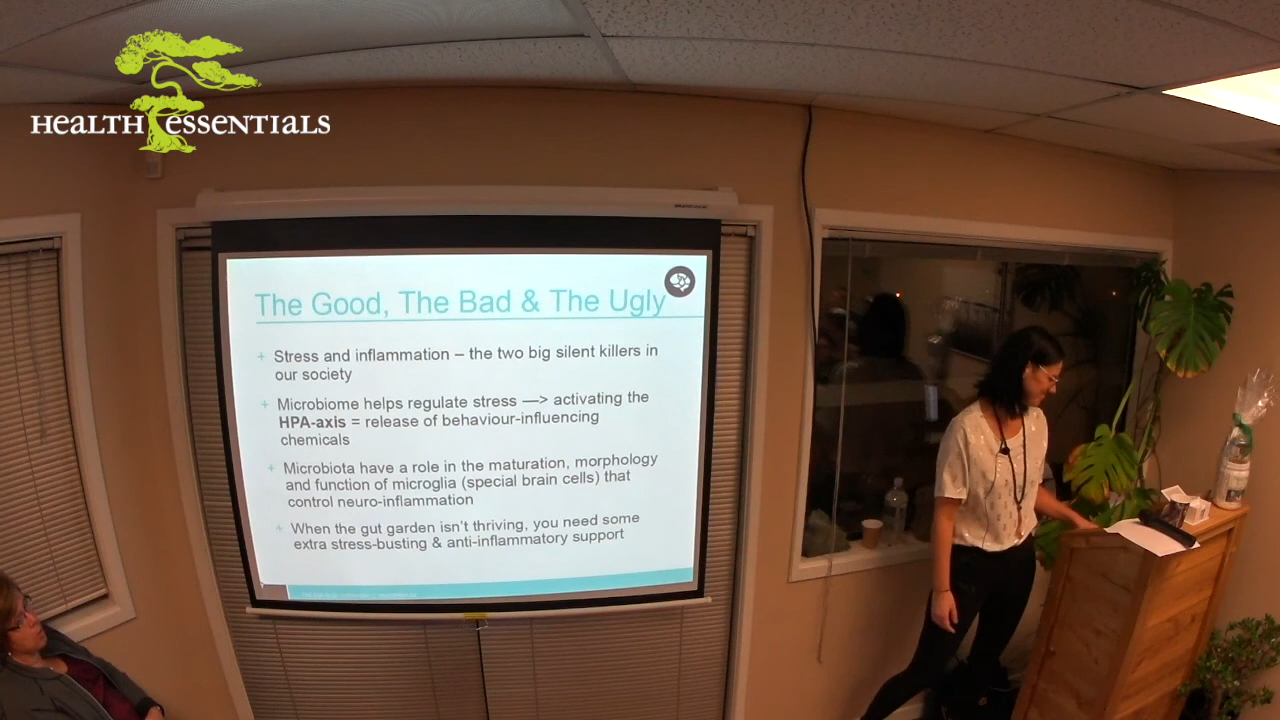 HEALTH ESSENTIALS
The Good, The Bad & The Ugly
+ Stress and inflammation – the two big silent killers in
our society
+ Microbiome helps regulate stress —> activating the
HPA-axis = release of behaviour-influencing
chemicals
+ Microbiota have a role in the maturation, morphology
and function of microglia (special brain cells) that
control neuro-inflammation
+ When the gut garden isn't thriving, you need some
extra stress-busting & anti-inflammatory support